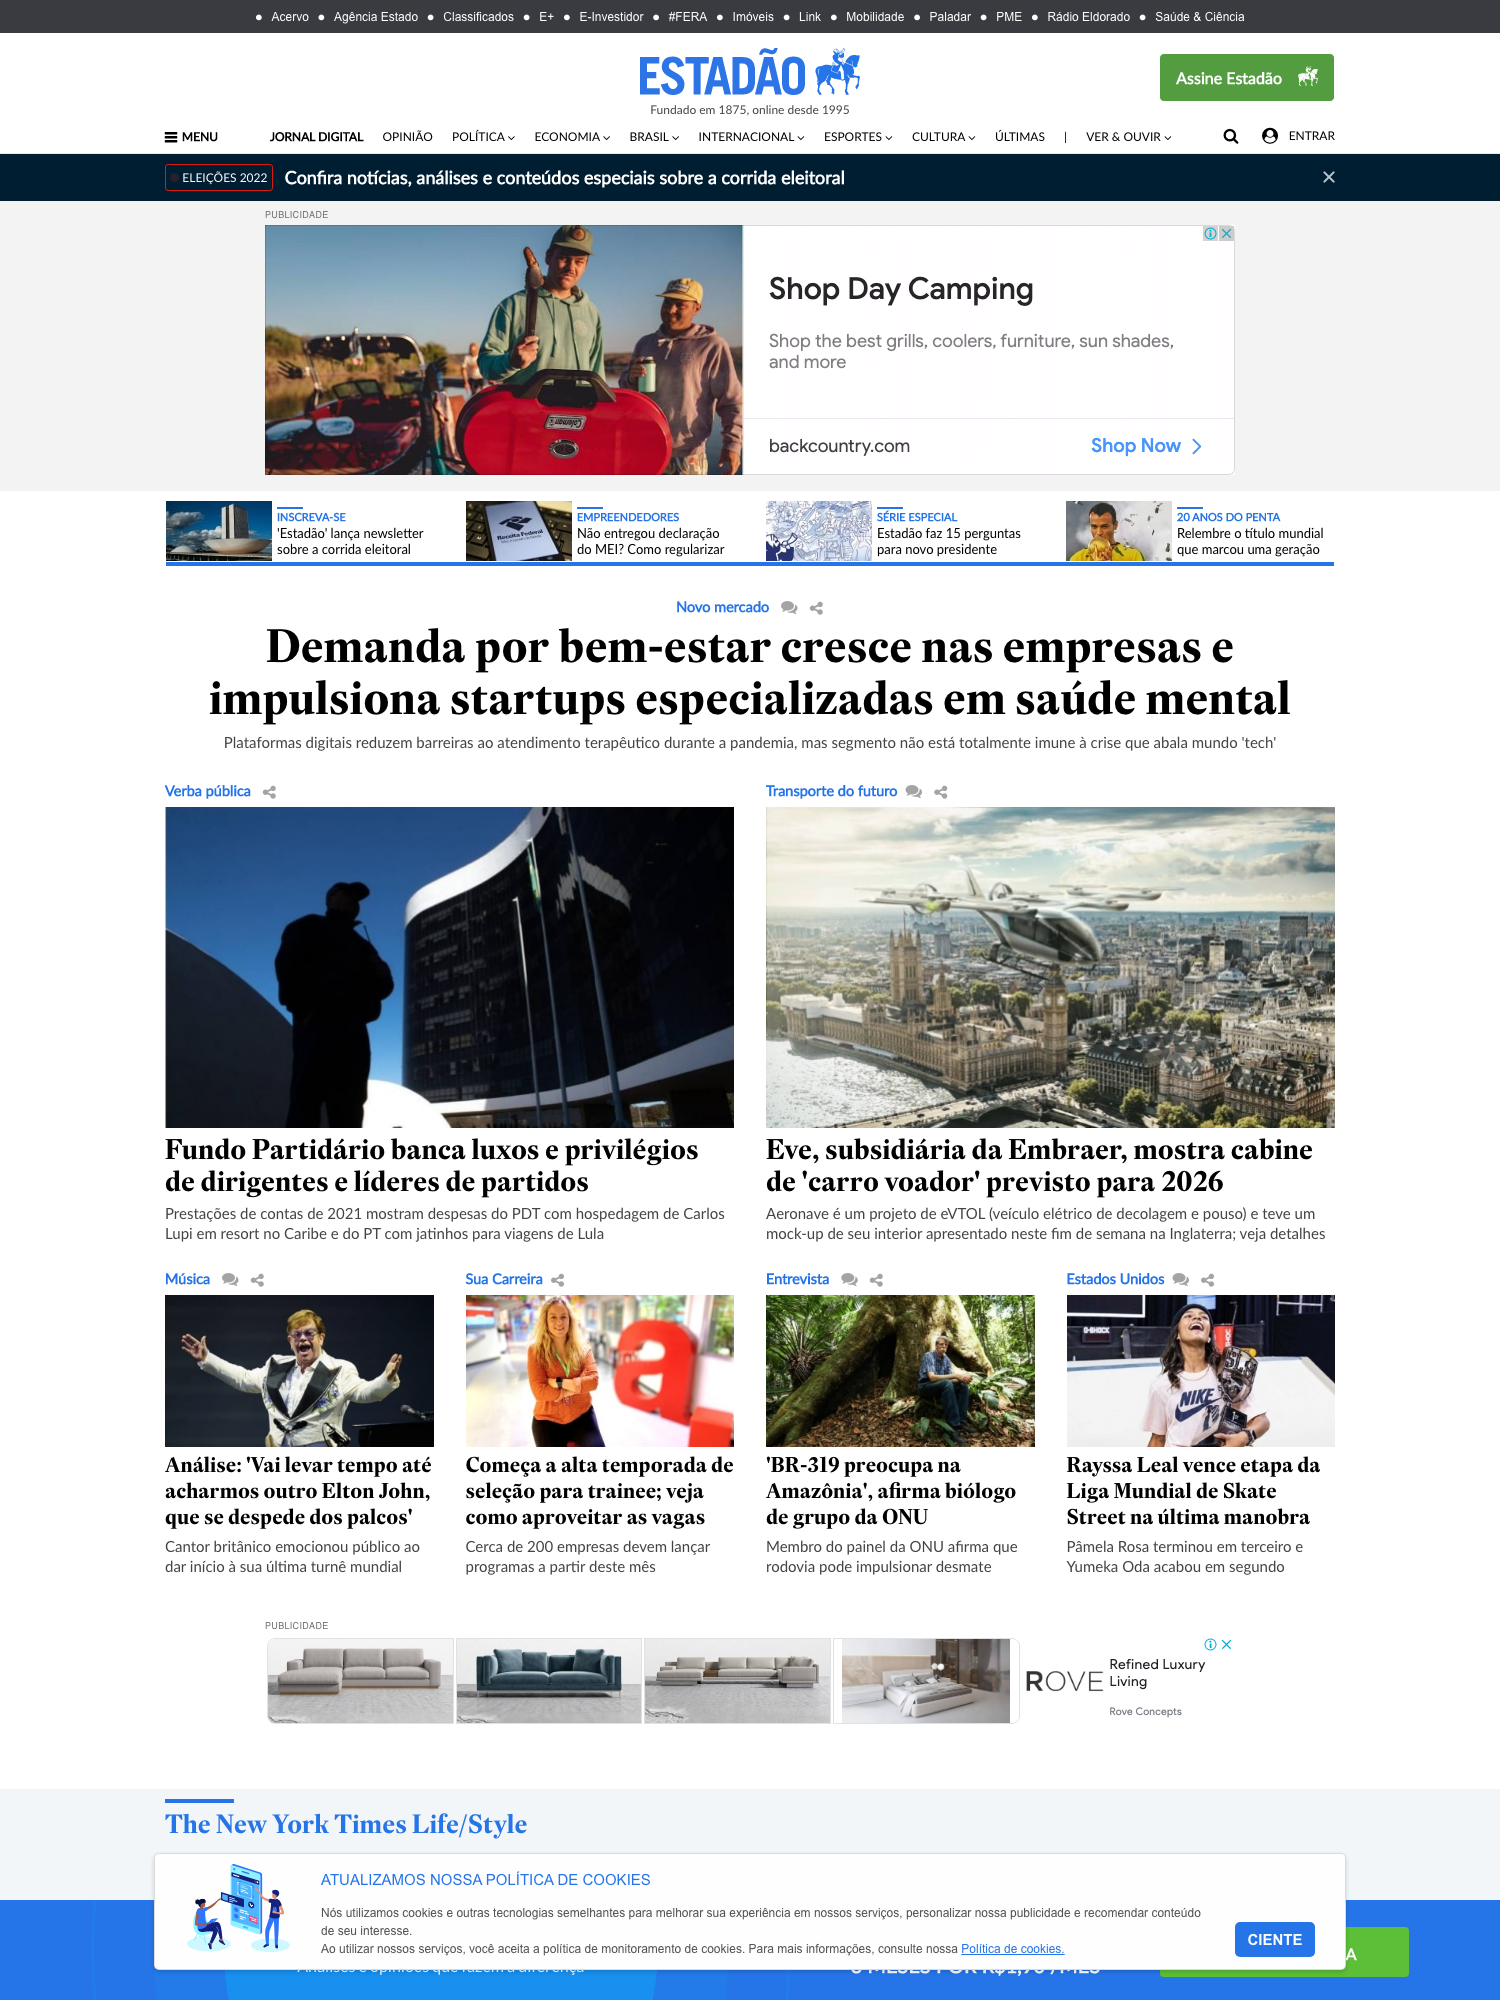 Acervo Agência Estado Classificados E+ E-Investidor #FERA Imóveis Link Mobilidade Paladar PME Rádio Eldorado Saúde & Ciência
ESTADÃO
Fundado em 1875, online desde 1995
Assine Estadão
MENU JORNAL DIGITAL OPINIÃO POLÍTICA ECONOMIA BRASIL INTERNACIONAL ESPORTES CULTURA ÚLTIMAS | VER & OUVIR ENTRAR
ELEIÇÕES 2022 Confira notícias, análises e conteúdos especiais sobre a corrida eleitoral
PUBLICIDADE
Coleman
Shop Day Camping
Shop the best grills, coolers, furniture, sun shades,
and more
backcountry.com Shop Now
INSCREVA-SE
'Estadão' lança newsletter
sobre a corrida eleitoral
Receita Federal
EMPREENDEDORES
Não entregou declaração
do MEI? Como regularizar
SÉRIE ESPECIAL
Estadão faz 15 perguntas
para novo presidente
20 ANOS DO PENTA
Relembre o título mundial
que marcou uma geração
Novo mercado
Demanda por bem-estar cresce nas empresas e
impulsiona startups especializadas em saúde mental
Plataformas digitais reduzem barreiras ao atendimento terapêutico durante a pandemia, mas segmento não está totalmente imune à crise que abala mundo 'tech'
Verba pública
Fundo Partidário banca luxos e privilégios
de dirigentes e líderes de partidos
Prestações de contas de 2021 mostram despesas do PDT com hospedagem de Carlos
Lupi em resort no Caribe e do PT com jatinhos para viagens de Lula
Transporte do futuro
Eve, subsidiária da Embraer, mostra cabine
de 'carro voador' previsto para 2026
Aeronave é um projeto de eVTOL (veículo elétrico de decolagem e pouso) e teve um
mock-up de seu interior apresentado neste fim de semana na Inglaterra; veja detalhes
Música
Análise: 'Vai levar tempo até
acharmos outro Elton John,
que se despede dos palcos'
Cantor britânico emocionou público ao
dar início à sua última turnê mundial
Sua Carreira
a
Começa a alta temporada de
seleção para trainee; veja
como aproveitar as vagas
Cerca de 200 empresas devem lançar
programas a partir deste mês
Entrevista
'BR-319 preocupa na
Amazônia', afirma biólogo
de grupo da ONU
Membro do painel da ONU afirma que
rodovia pode impulsionar desmate
Estados Unidos
G-SHOCK
NIKE
Rayssa Leal vence etapa da
Liga Mundial de Skate
Street na última manobra
Pâmela Rosa terminou em terceiro e
Yumeka Oda acabou em segundo
PUBLICIDADE
ROVE
Refined Luxury
Living
Rove Concepts
The New York Times Life/Style
ATUALIZAMOS NOSSA POLÍTICA DE COOKIES
Nós utilizamos cookies e outras tecnologias semelhantes para melhorar sua experiência em nossos serviços, personalizar nossa publicidade e recomendar conteúdo
de seu interesse.
Ao utilizar nossos serviços, você aceita a política de monitoramento de cookies. Para mais informações, consulte nossa Política de cookies.
CIENTE
A